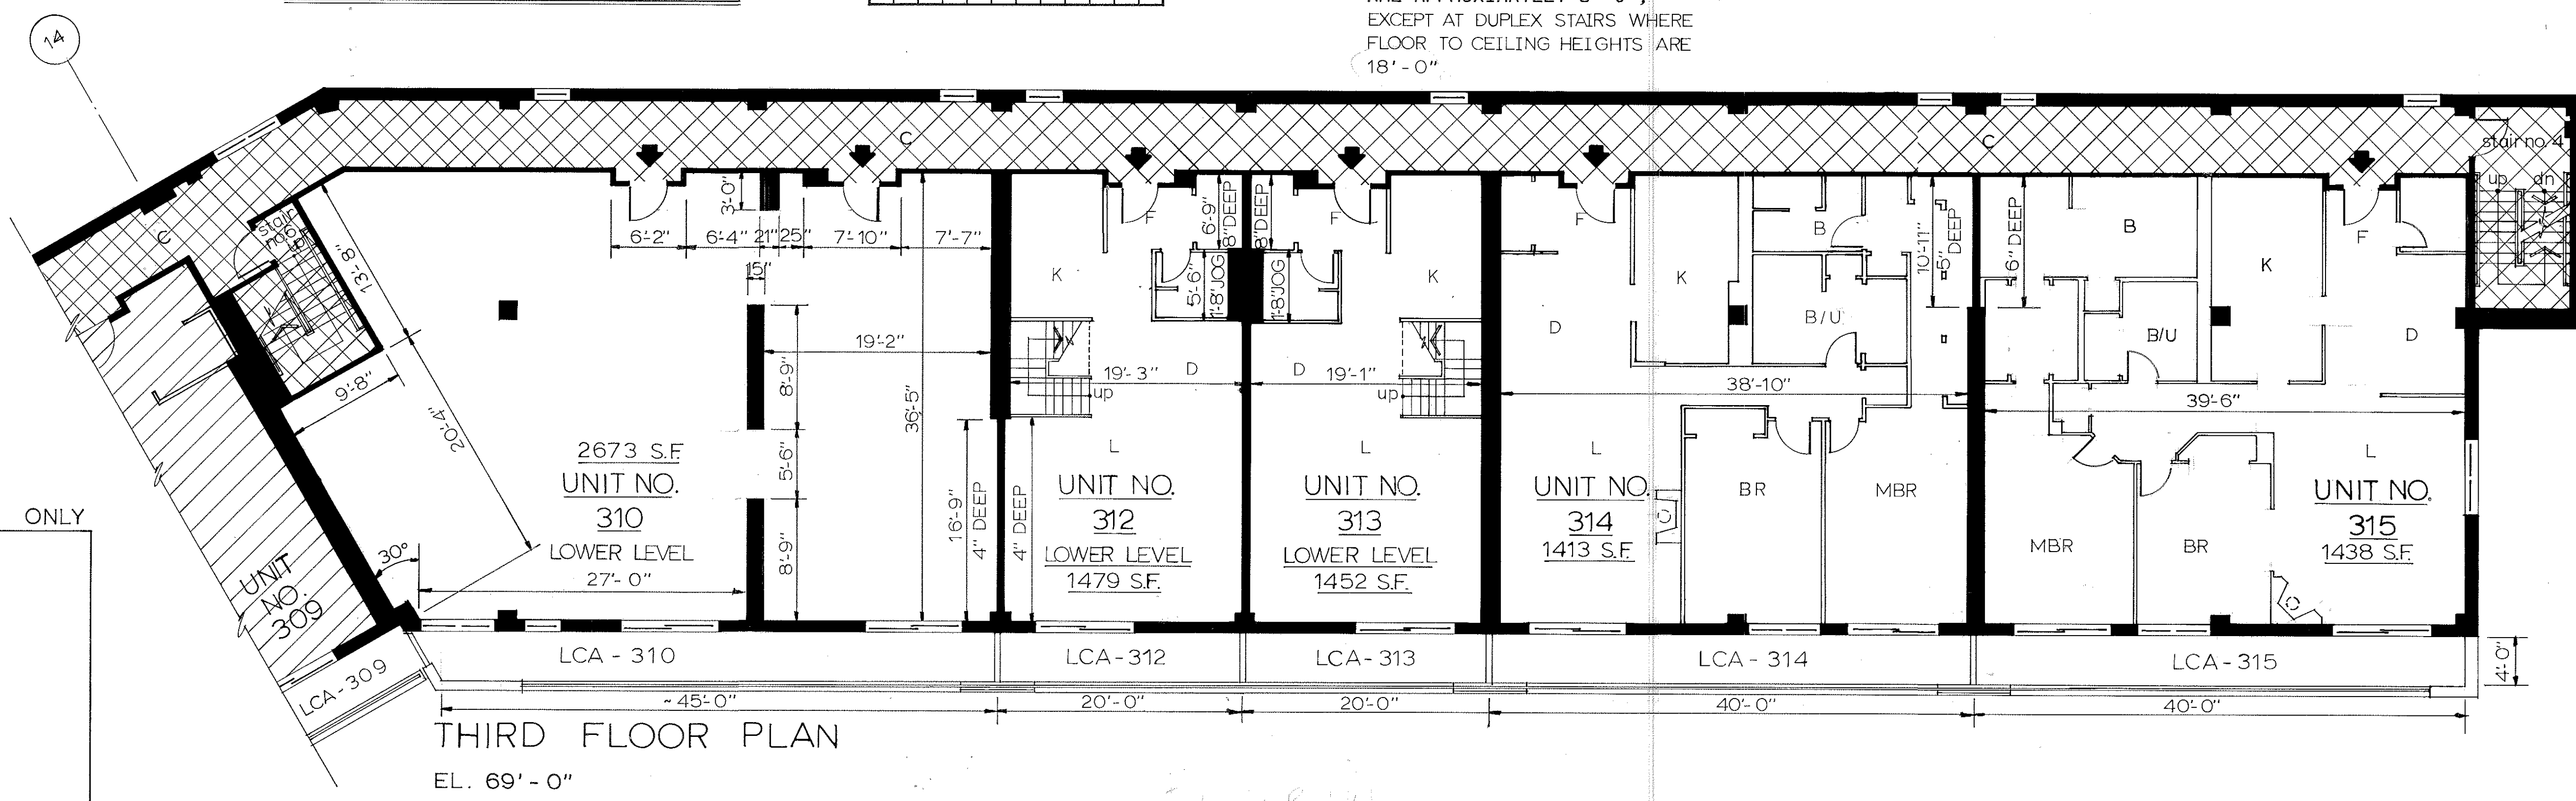 EXCEPT AT DUPLEX STAIRS WHERE
FLOOR TO CEILING HEIGHTS ARE
18'-0"
14
C
C
C
stair no. 4
up
dn
stair
no. 6
up
13'-8"
9'-8"
20'-4"
30°
6'-2"
6'-4"
3'-0"
21"
25"
7'-10"
7'-7"
15"
8'-9"
5'-6"
8'-9"
19'-2"
36'-5"
2673 S.F.
UNIT NO.
310
LOWER LEVEL
27'-0"
16'-9"
4" DEEP
4" DEEP
F
K
6'-9"
8" DEEP
5'-6"
1'-8" JOG
19'-3"
D
up
L
UNIT NO.
312
LOWER LEVEL
1479 S.F.
8" DEEP
1'-8" JOG
F
K
D
19'-1"
up
L
UNIT NO.
313
LOWER LEVEL
1452 S.F.
F
K
D
B
B/U
10'-11"
5" DEEP
38'-10"
L
BR
MBR
UNIT NO.
314
1413 S.F.
6" DEEP
B
B/U
K
F
D
39'-6"
L
MBR
BR
UNIT NO.
315
1438 S.F.
ONLY
UNIT
NO.
309
LCA-309
LCA - 310
LCA-312
LCA-313
LCA - 314
LCA-315
4'-0"
~45'-0"
20'-0"
20'-0"
40'-0"
40'-0"
THIRD FLOOR PLAN
EL. 69'-0"